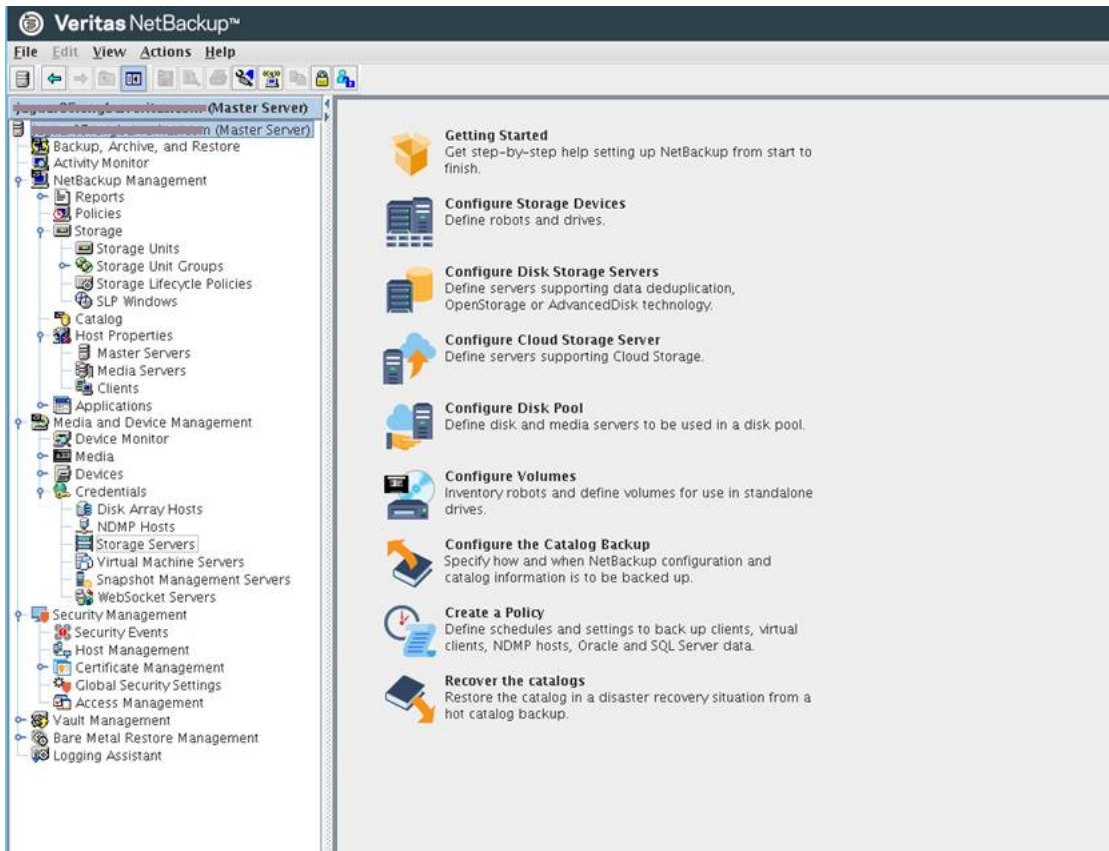 Veritas NetBackup™
File Edit View Actions Help
(Master Server)
(Master Server)
Backup, Archive, and Restore
Activity Monitor
NetBackup Management
Reports
Policies
Storage
Storage Units
Storage Unit Groups
Storage Lifecycle Policies
SLP Windows
Catalog
Host Properties
Master Servers
Media Servers
Clients
Applications
Media and Device Management
Device Monitor
Media
Devices
Credentials
Disk Array Hosts
NDMP Hosts
Storage Servers
Virtual Machine Servers
Snapshot Management Servers
WebSocket Servers
Security Management
Security Events
Host Management
Certificate Management
Global Security Settings
Access Management
Vault Management
Bare Metal Restore Management
Logging Assistant
Getting Started
Get step-by-step help setting up NetBackup from start to
finish.
Configure Storage Devices
Define robots and drives.
Configure Disk Storage Servers
Define servers supporting data deduplication,
OpenStorage or AdvancedDisk technology.
Configure Cloud Storage Server
Define servers supporting Cloud Storage.
Configure Disk Pool
Define disk and media servers to be used in a disk pool.
Configure Volumes
Inventory robots and define volumes for use in standalone
drives.
Configure the Catalog Backup
Specify how and when NetBackup configuration and
catalog information is to be backed up.
Create a Policy
Define schedules and settings to back up clients, virtual
clients, NDMP hosts, Oracle and SQL Server data.
Recover the catalogs
Restore the catalog in a disaster recovery situation from a
hot catalog backup.